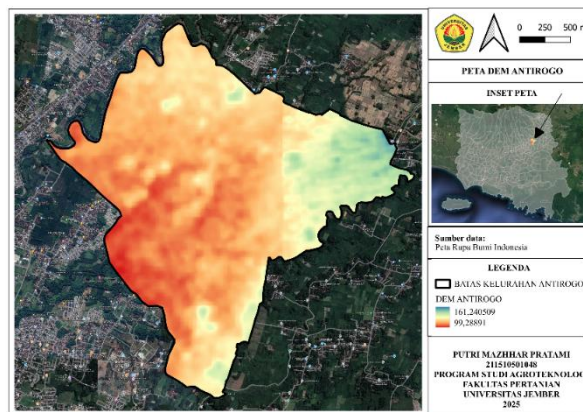 UNIVERSITAS
JEMBER
0 250 500 m
PETA DEM ANTIROGO
INSET PETA
Sumber data:
Peta Rupa Bumi Indonesia
LEGENDA
BATAS KELURAHAN ANTIROGO
DEM ANTIROGO
161,240509
99,28891
PUTRI MAZHHAR PRATAMI
211510501048
PROGRAM STUDI AGROTEKNOLOG
FAKULTAS PERTANIAN
UNIVERSITAS JEMBER
2025